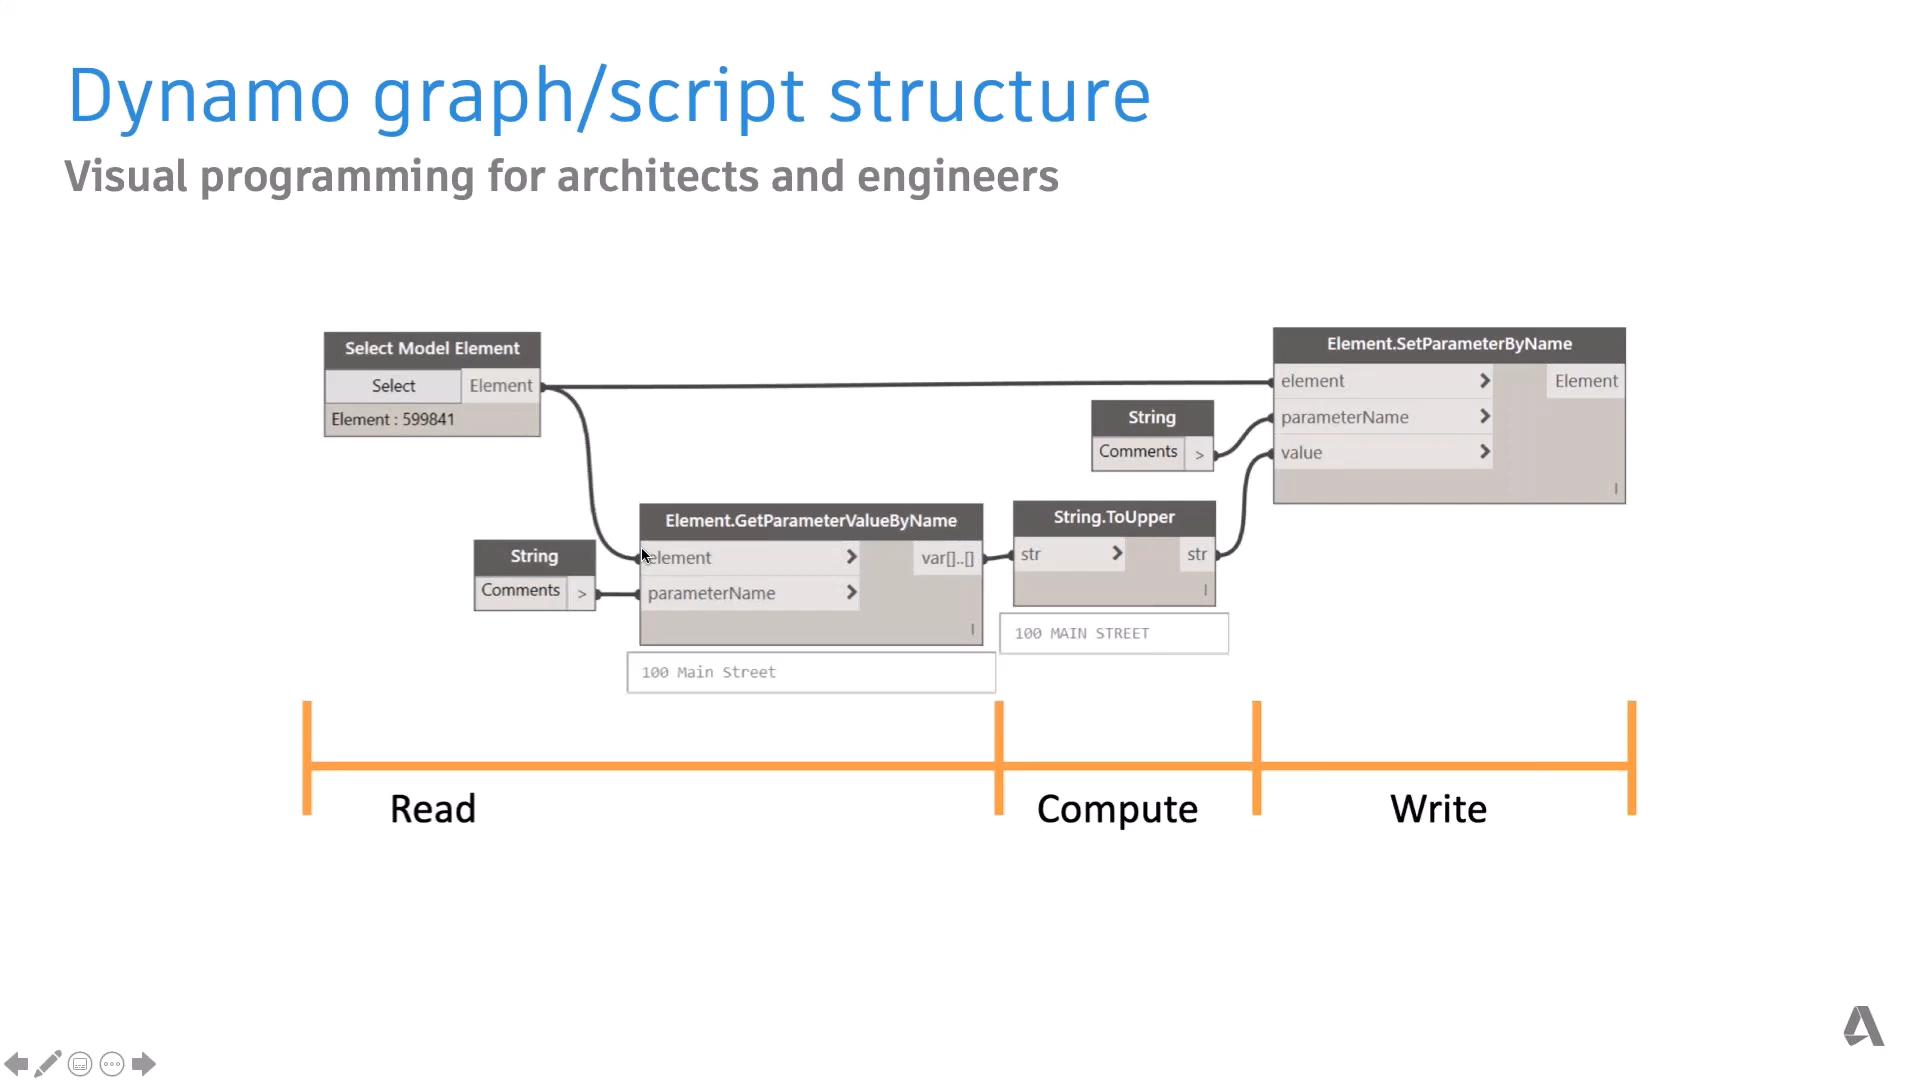 Dynamo graph/script structure
Visual programming for architects and engineers
Select Model Element
Select Element
Element : 599841
String
Comments >
Element.GetParameterValueByName
element > var[]..[]
parameterName >
l
100 Main Street
String.ToUpper
str > str
l
100 MAIN STREET
String
Comments >
Element.SetParameterByName
element > Element
parameterName >
value >
l
Read
Compute
Write